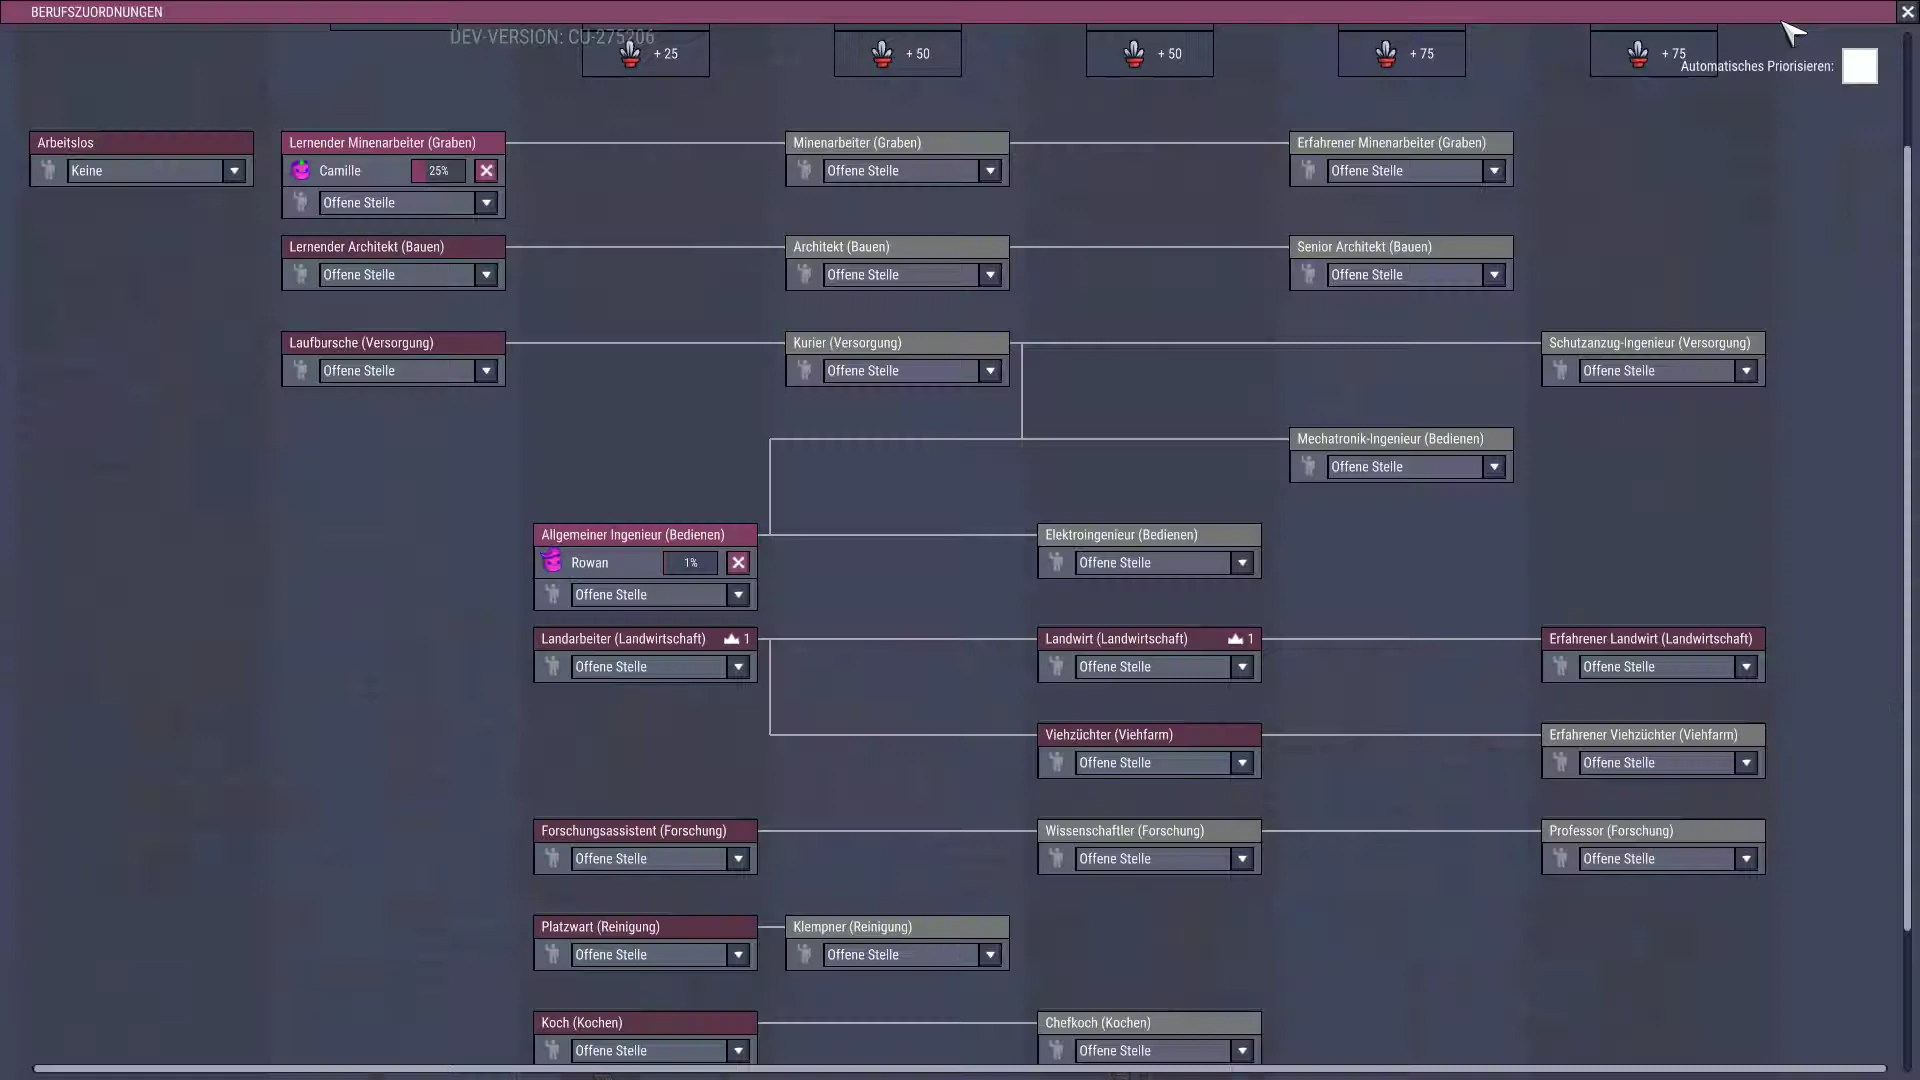 BERUFSZUORDNUNGEN
DEV-VERSION: CU-275206
+ 25
+ 50
+ 50
+ 75
+ 75
Automatisches Priorisieren:
Arbeitslos
Keine
Lernender Minenarbeiter (Graben)
Camille
25%
Offene Stelle
Minenarbeiter (Graben)
Offene Stelle
Erfahrener Minenarbeiter (Graben)
Offene Stelle
Lernender Architekt (Bauen)
Offene Stelle
Architekt (Bauen)
Offene Stelle
Senior Architekt (Bauen)
Offene Stelle
Laufbursche (Versorgung)
Offene Stelle
Kurier (Versorgung)
Offene Stelle
Schutzanzug-Ingenieur (Versorgung)
Offene Stelle
Mechatronik-Ingenieur (Bedienen)
Offene Stelle
Allgemeiner Ingenieur (Bedienen)
Rowan
1%
Offene Stelle
Elektroingenieur (Bedienen)
Offene Stelle
Landarbeiter (Landwirtschaft) 1
Offene Stelle
Landwirt (Landwirtschaft) 1
Offene Stelle
Erfahrener Landwirt (Landwirtschaft)
Offene Stelle
Viehzüchter (Viehfarm)
Offene Stelle
Erfahrener Viehzüchter (Viehfarm)
Offene Stelle
Forschungsassistent (Forschung)
Offene Stelle
Wissenschaftler (Forschung)
Offene Stelle
Professor (Forschung)
Offene Stelle
Platzwart (Reinigung)
Offene Stelle
Klempner (Reinigung)
Offene Stelle
Koch (Kochen)
Offene Stelle
Chefkoch (Kochen)
Offene Stelle